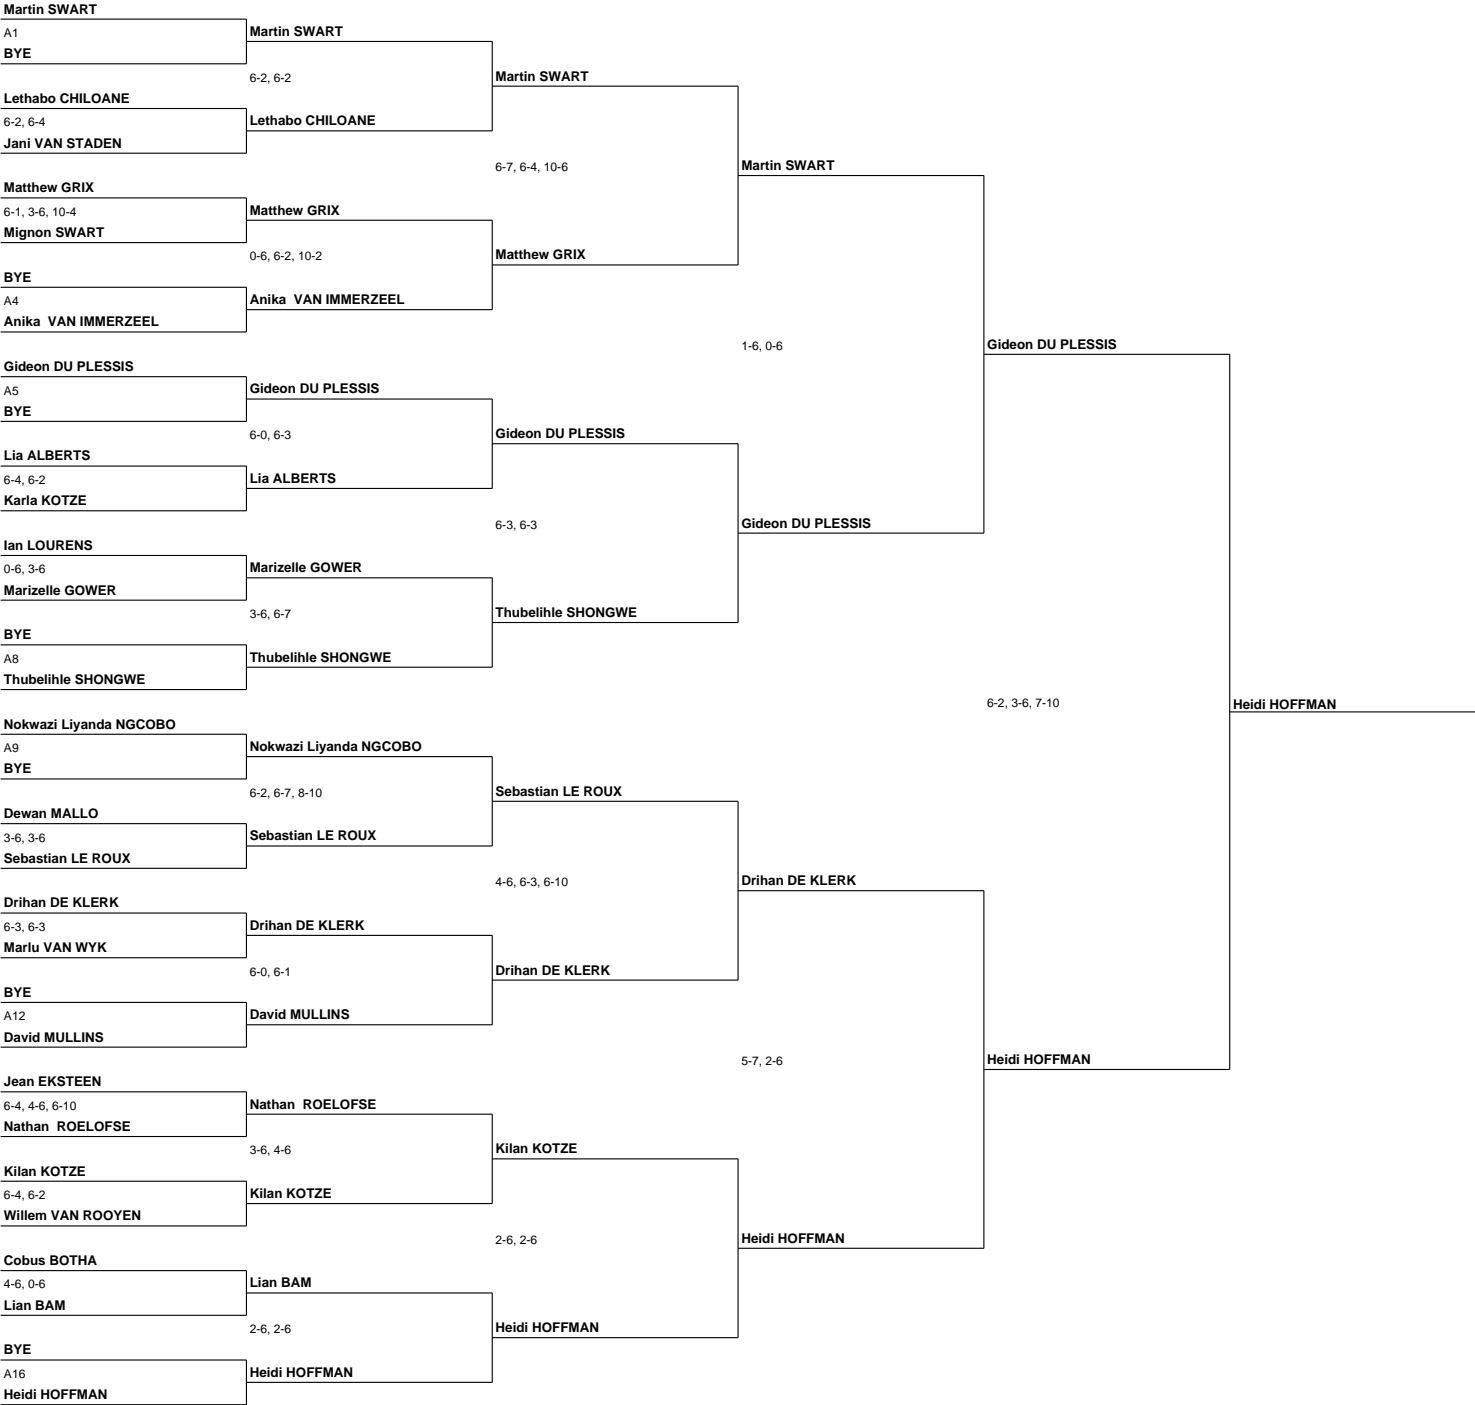 Martin SWART
A1
BYE
Lethabo CHILOANE
6-2, 6-4
Jani VAN STADEN
Matthew GRIX
6-1, 3-6, 10-4
Mignon SWART
BYE
A4
Anika  VAN IMMERZEEL
Gideon DU PLESSIS
A5
BYE
Lia ALBERTS
6-4, 6-2
Karla KOTZE
Ian LOURENS
0-6, 3-6
Marizelle GOWER
BYE
A8
Thubelihle SHONGWE
Nokwazi Liyanda NGCOBO
A9
BYE
Dewan MALLO
3-6, 3-6
Sebastian LE ROUX
Drihan DE KLERK
6-3, 6-3
Marlu VAN WYK
BYE
A12
David MULLINS
Jean EKSTEEN
6-4, 4-6, 6-10
Nathan  ROELOFSE
Kilan KOTZE
6-4, 6-2
Willem VAN ROOYEN
Cobus BOTHA
4-6, 0-6
Lian BAM
BYE
A16
Heidi HOFFMAN
Martin SWART
6-2, 6-2
Lethabo CHILOANE
Matthew GRIX
0-6, 6-2, 10-2
Anika  VAN IMMERZEEL
Gideon DU PLESSIS
6-0, 6-3
Lia ALBERTS
Marizelle GOWER
3-6, 6-7
Thubelihle SHONGWE
Nokwazi Liyanda NGCOBO
6-2, 6-7, 8-10
Sebastian LE ROUX
Drihan DE KLERK
6-0, 6-1
David MULLINS
Nathan  ROELOFSE
3-6, 4-6
Kilan KOTZE
Lian BAM
2-6, 2-6
Heidi HOFFMAN
Martin SWART
6-7, 6-4, 10-6
Matthew GRIX
Gideon DU PLESSIS
6-3, 6-3
Thubelihle SHONGWE
Sebastian LE ROUX
4-6, 6-3, 6-10
Drihan DE KLERK
Kilan KOTZE
2-6, 2-6
Heidi HOFFMAN
Martin SWART
1-6, 0-6
Gideon DU PLESSIS
Drihan DE KLERK
5-7, 2-6
Heidi HOFFMAN
Gideon DU PLESSIS
6-2, 3-6, 7-10
Heidi HOFFMAN
Heidi HOFFMAN